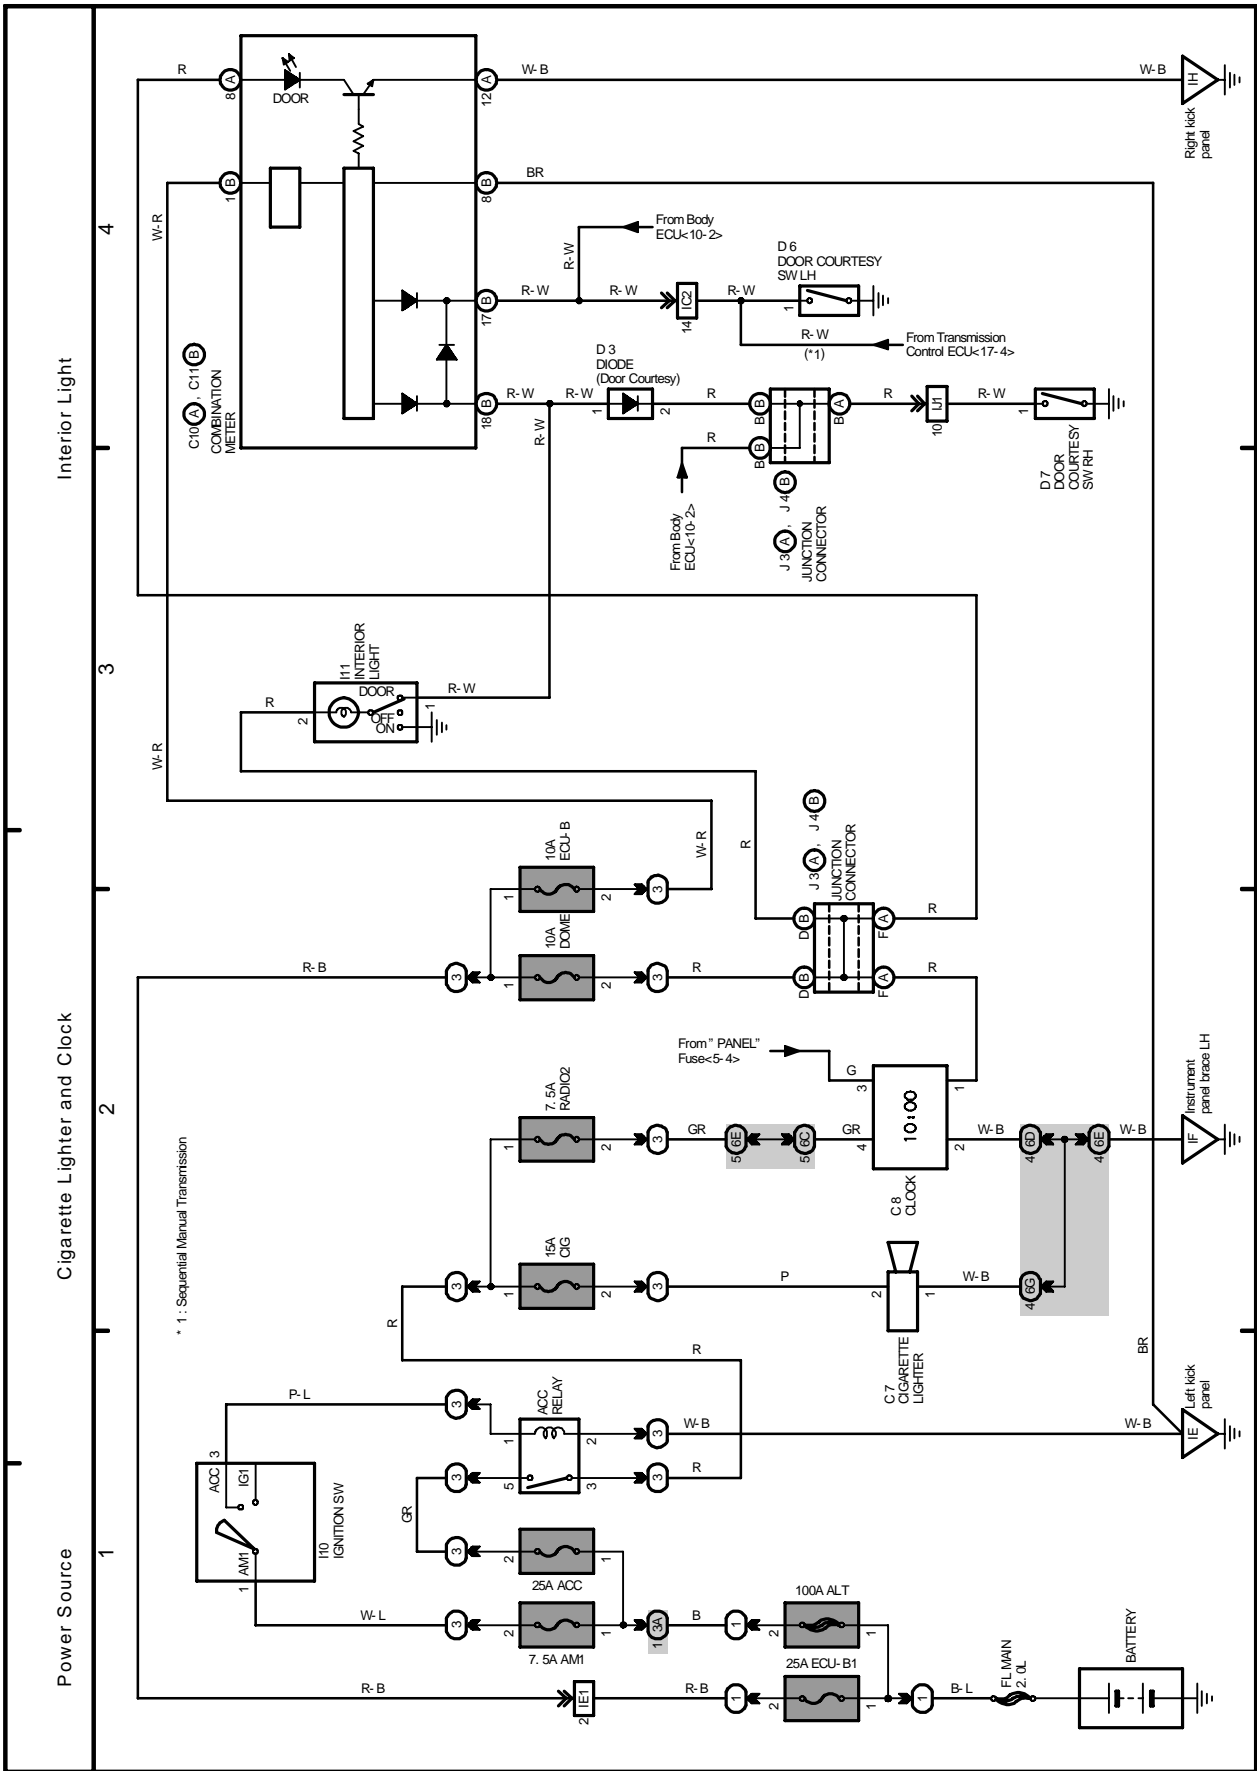 Power Source
Cigarette Lighter and Clock
Interior Light
1
2
3
4
* 1 : Sequential Manual Transmission
R
8
A
DOOR
12
A
W- B
W- B
IH
Right kick
panel
W- R
1
B
8
B
BR
From Body
ECU<10- 2>
R- W
17
B
R- W
R- W
14
IC2
R- W
D 6
DOOR COURTESY
SW LH
1
R- W
(*1)
From Transmission
Control ECU<17- 4>
C10 A , C11 B
COMBINATION
METER
18
B
R- W
R- W
D 3
DIODE
(Door Courtesy)
1
2
R
B
B
B
A
R
10
IJ1
R- W
1
D 7
DOOR
COURTESY
SW RH
B
B
R
From Body
ECU<10- 2>
J 3 A , J 4 B
JUNCTION
CONNECTOR
R
2
I11
INTERIOR
LIGHT
DOOR
OFF
ON
1
R- W
W- R
10A
ECU- B
1
2
3
W- R
R
J 3 A , J 4 B
JUNCTION
CONNECTOR
D
B
F
A
R
R- B
3
10A
DOME
1
2
3
R
D
B
F
A
R
From " PANEL"
Fuse<5- 4>
G
3
1
7. 5A
RADIO2
1
2
3
GR
5
6E
5
6C
GR
4
10:00
2
C 8
CLOCK
W- B
4
6D
4
6E
W- B
IF
Instrument
panel brace LH
3
15A
CIG
1
2
3
P
2
1
C 7
CIGARETTE
LIGHTER
W- B
4
6G
R
R
P- L
3
ACC
RELAY
1
2
3
W- B
W- B
BR
IE
Left kick
panel
3
5
3
3
R
GR
3
2
1
25A ACC
ACC
3
IG1
AM1
1
I10
IGNITION SW
W- L
3
2
1
7. 5A AM1
1
3A
B
1
2
1
100A ALT
R- B
2
IE1
R- B
1
2
1
25A ECU- B1
1
B- L
FL MAIN
2. 0L
BATTERY